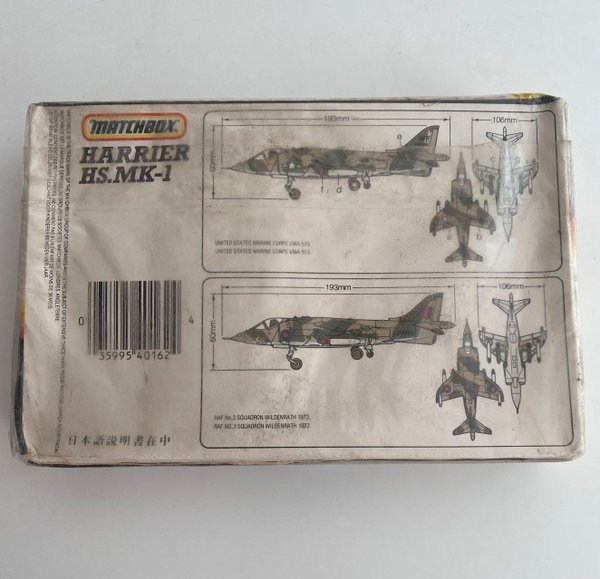 MATCHBOX
HARRIER
HS.MK-1
193mm
106mm
60mm
UNITED STATES MARINE CORPS VMA-513.
UNITED STATES MARINE CORPS VMA-513.
193mm
106mm
60mm
RAF No.3 SQUADRON WILDENRATH 1972.
RAF NO.3 SQUADRON WILDENRATH 1972.
0 35995 40162 4
日本語説明書在中